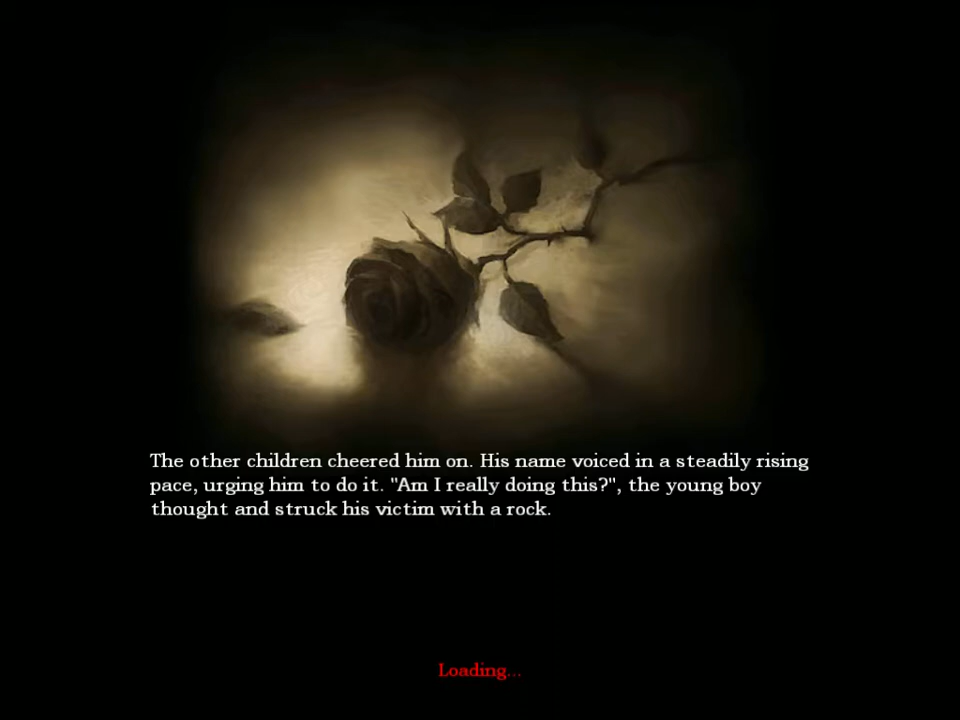 The other children cheered him on. His name voiced in a steadily rising
pace, urging him to do it. "Am I really doing this?", the young boy
thought and struck his victim with a rock.
Loading...